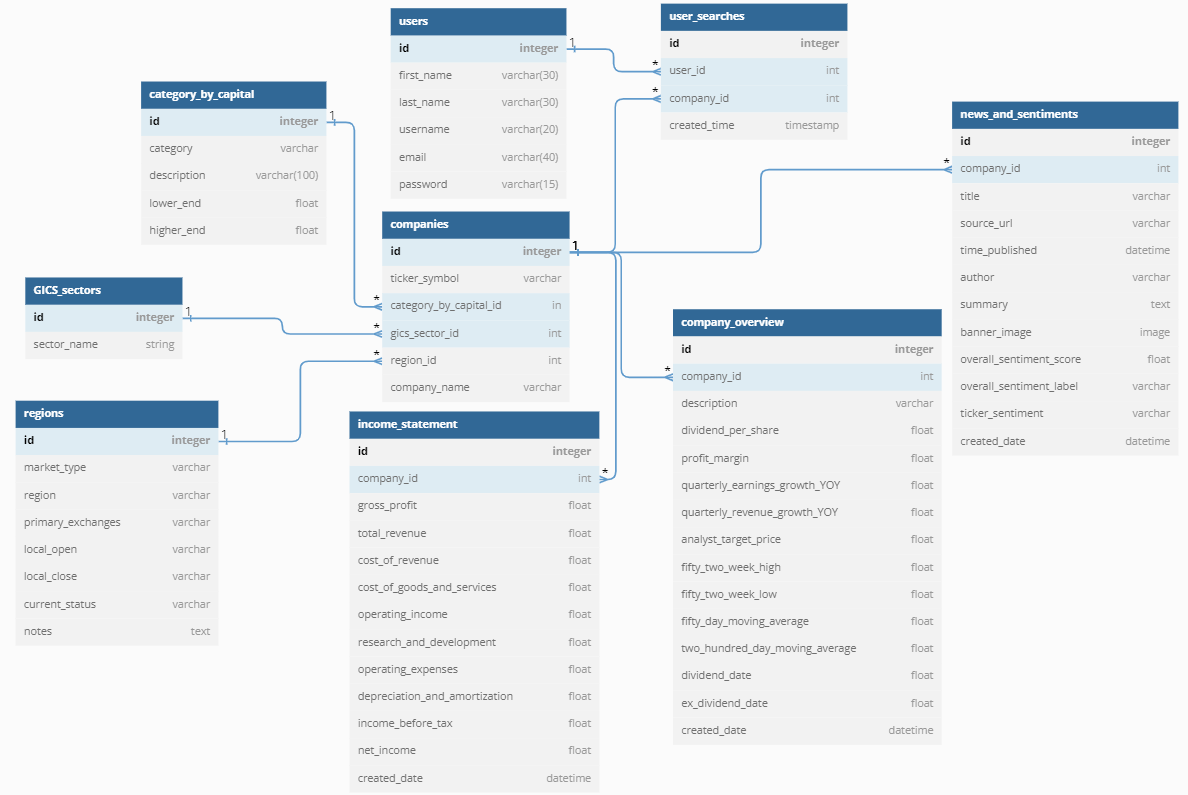 users
id integer
first_name varchar(30)
last_name varchar(30)
username varchar(20)
email varchar(40)
password varchar(15)
user_searches
id integer
user_id int
company_id int
created_time timestamp
category_by_capital
id integer
category varchar
description varchar(100)
lower_end float
higher_end float
news_and_sentiments
id integer
company_id int
title varchar
source_url varchar
time_published datetime
author varchar
summary text
banner_image image
overall_sentiment_score float
overall_sentiment_label varchar
ticker_sentiment varchar
created_date datetime
companies
id integer
ticker_symbol varchar
category_by_capital_id in
gics_sector_id int
region_id int
company_name varchar
GICS_sectors
id integer
sector_name string
company_overview
id integer
company_id int
description varchar
dividend_per_share float
profit_margin float
quarterly_earnings_growth_YOY float
quarterly_revenue_growth_YOY float
analyst_target_price float
fifty_two_week_high float
fifty_two_week_low float
fifty_day_moving_average float
two_hundred_day_moving_average float
dividend_date float
ex_dividend_date float
created_date datetime
regions
id integer
market_type varchar
region varchar
primary_exchanges varchar
local_open varchar
local_close varchar
current_status varchar
notes text
income_statement
id integer
company_id int
gross_profit float
total_revenue float
cost_of_revenue float
cost_of_goods_and_services float
operating_income float
research_and_development float
operating_expenses float
depreciation_and_amortization float
income_before_tax float
net_income float
created_date datetime
1
*
*
1
*
1
*
1
*
1
*
*
*